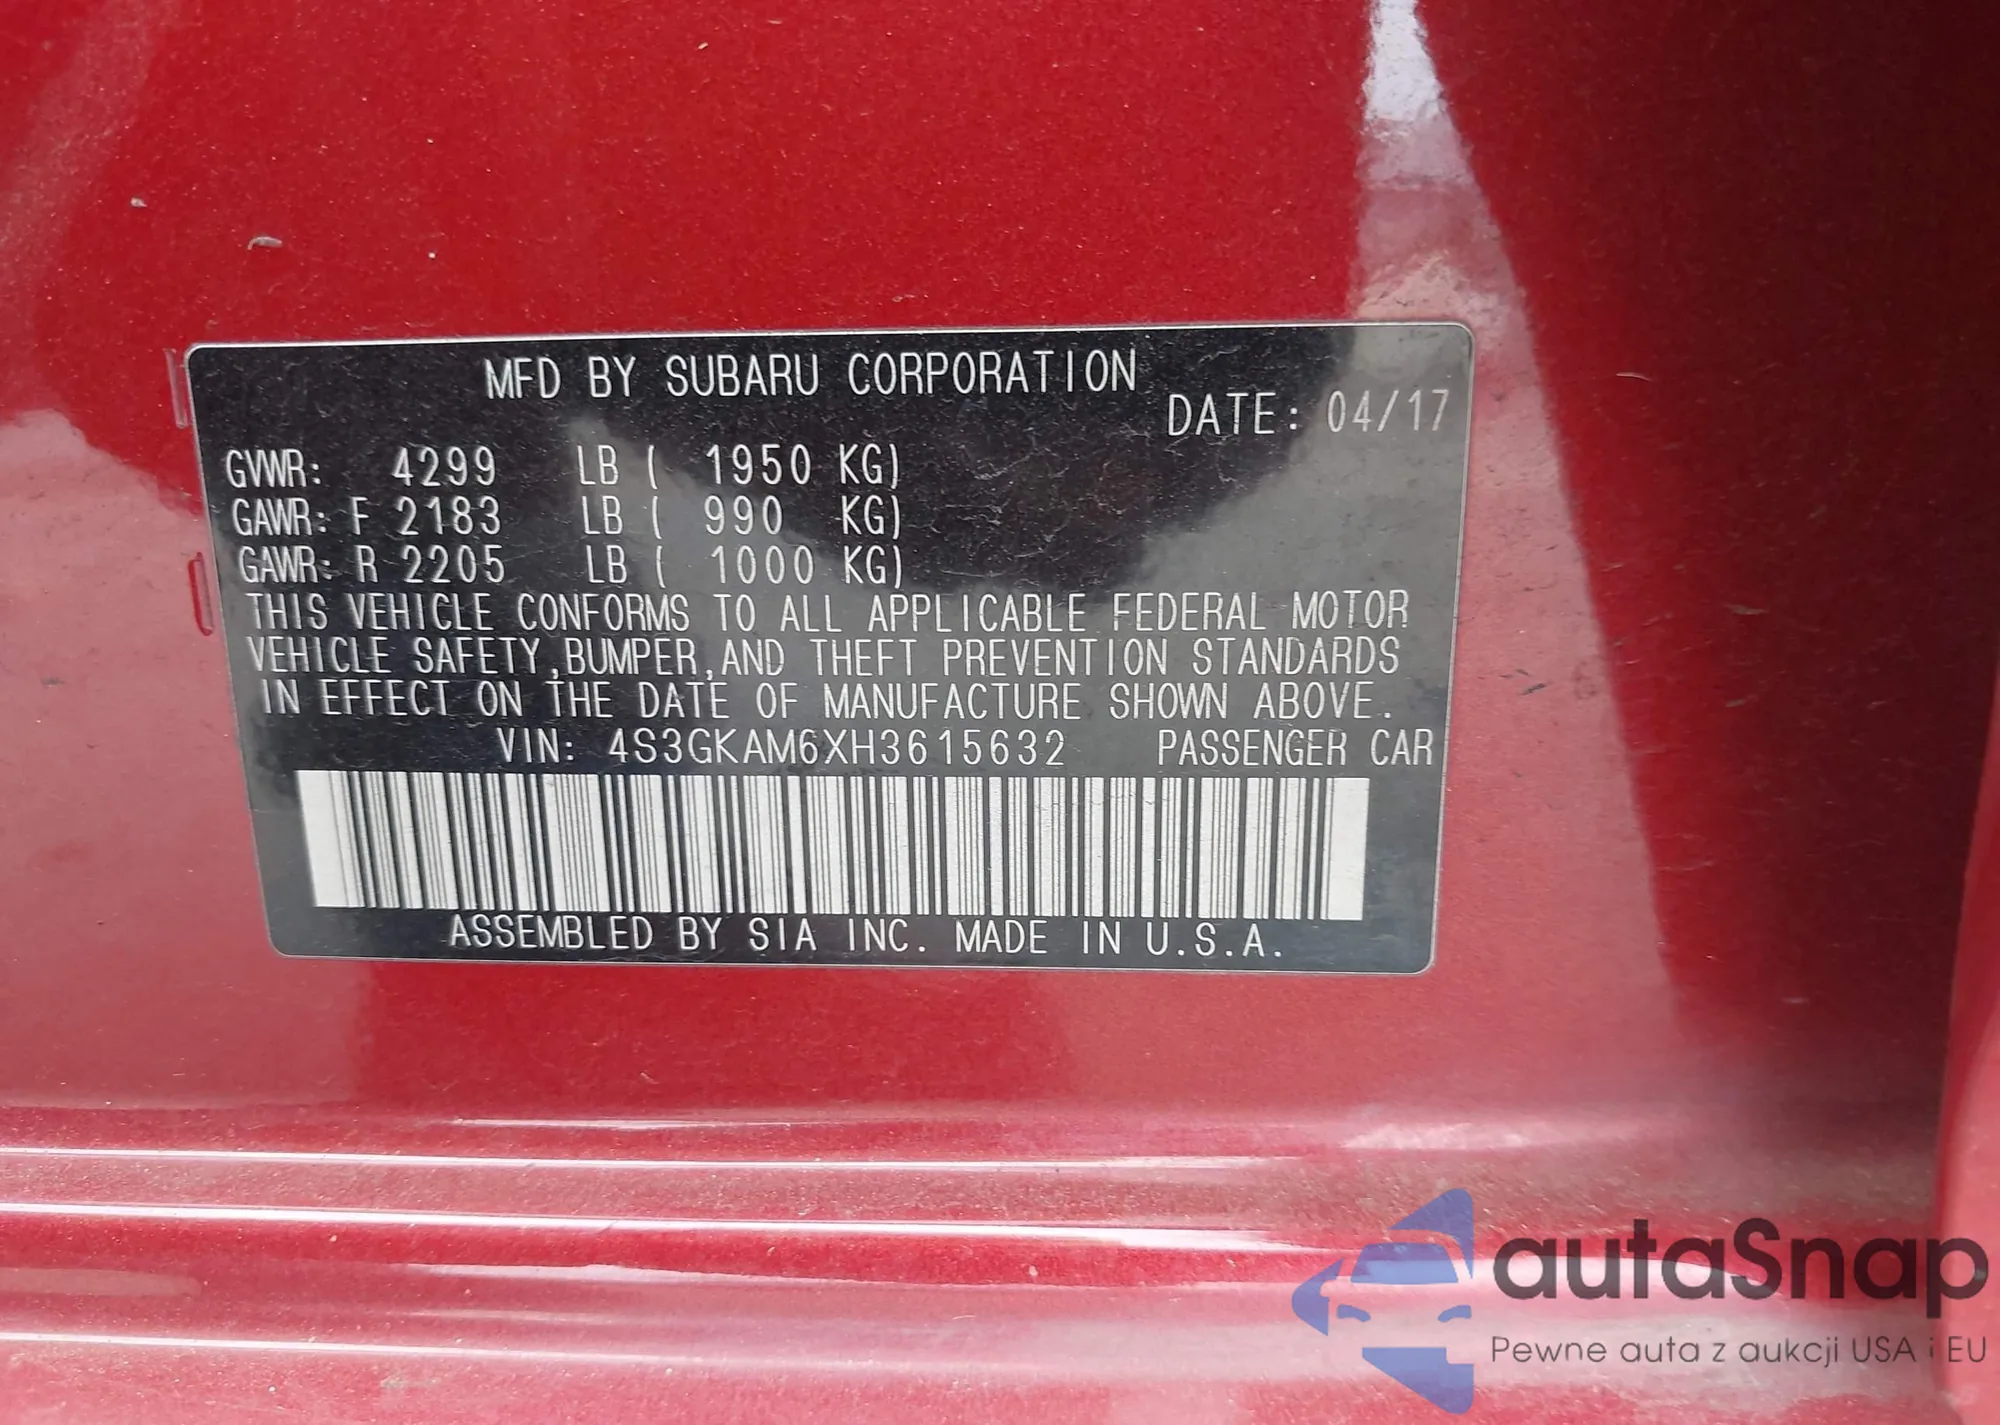 MFD BY SUBARU CORPORATION
DATE: 04/17
GVWR: 4299 LB ( 1950 KG)
GAWR: F 2183 LB ( 990 KG)
GAWR: R 2205 LB ( 1000 KG)
THIS VEHICLE CONFORMS TO ALL APPLICABLE FEDERAL MOTOR
VEHICLE SAFETY,BUMPER,AND THEFT PREVENTION STANDARDS
IN EFFECT ON THE DATE OF MANUFACTURE SHOWN ABOVE.
VIN: 4S3GKAM6XH3615632 PASSENGER CAR
ASSEMBLED BY SIA INC. MADE IN U.S.A.
autaSnap
Pewne auta z aukcji USA i EU